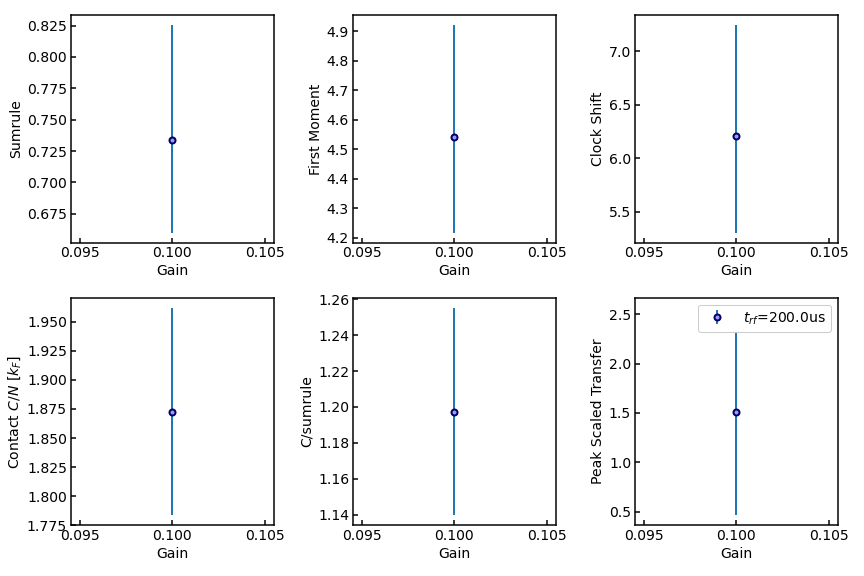 0.825
0.800
0.775
0.750
0.725
0.700
0.675
Sumrule
0.095 0.100 0.105
Gain
4.9
4.8
4.7
4.6
4.5
4.4
4.3
4.2
First Moment
0.095 0.100 0.105
Gain
7.0
6.5
6.0
5.5
Clock Shift
0.095 0.100 0.105
Gain
1.950
1.925
1.900
1.875
1.850
1.825
1.800
1.775
Contact C/N [k_F]
0.095 0.100 0.105
Gain
1.26
1.24
1.22
1.20
1.18
1.16
1.14
C/sumrule
0.095 0.100 0.105
Gain
2.5
2.0
1.5
1.0
0.5
Peak Scaled Transfer
t_rf=200.0us
0.095 0.100 0.105
Gain